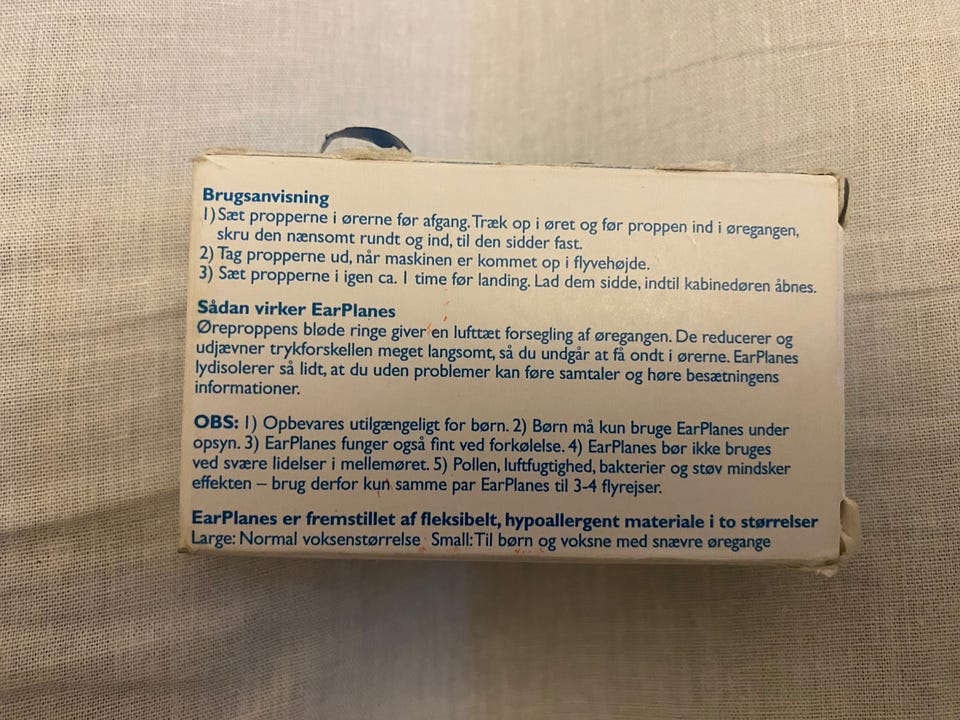 Brugsanvisning
1) Sæt propperne i ørerne før afgang. Træk op i øret og før proppen ind i øregangen,
skru den nænsomt rundt og ind, til den sidder fast.
2) Tag propperne ud, når maskinen er kommet op i flyvehøjde.
3) Sæt propperne i igen ca. 1 time før landing. Lad dem sidde, indtil kabinedøren åbnes.
Sådan virker EarPlanes
Øreproppens bløde ringe giver en lufttæt forsegling af øregangen. De reducerer og
udjævner trykforskellen meget langsomt, så du undgår at få ondt i ørerne. EarPlanes
lydisolerer så lidt, at du uden problemer kan føre samtaler og høre besætningens
informationer.
OBS: 1) Opbevares utilgængeligt for børn. 2) Børn må kun bruge EarPlanes under
opsyn. 3) EarPlanes funger også fint ved forkølelse. 4) EarPlanes bør ikke bruges
ved svære lidelser i mellemøret. 5) Pollen, luftfugtighed, bakterier og støv mindsker
effekten – brug derfor kun samme par EarPlanes til 3-4 flyrejser.
EarPlanes er fremstillet af fleksibelt, hypoallergent materiale i to størrelser
Large: Normal voksenstørrelse Small: Til børn og voksne med snævre øregange